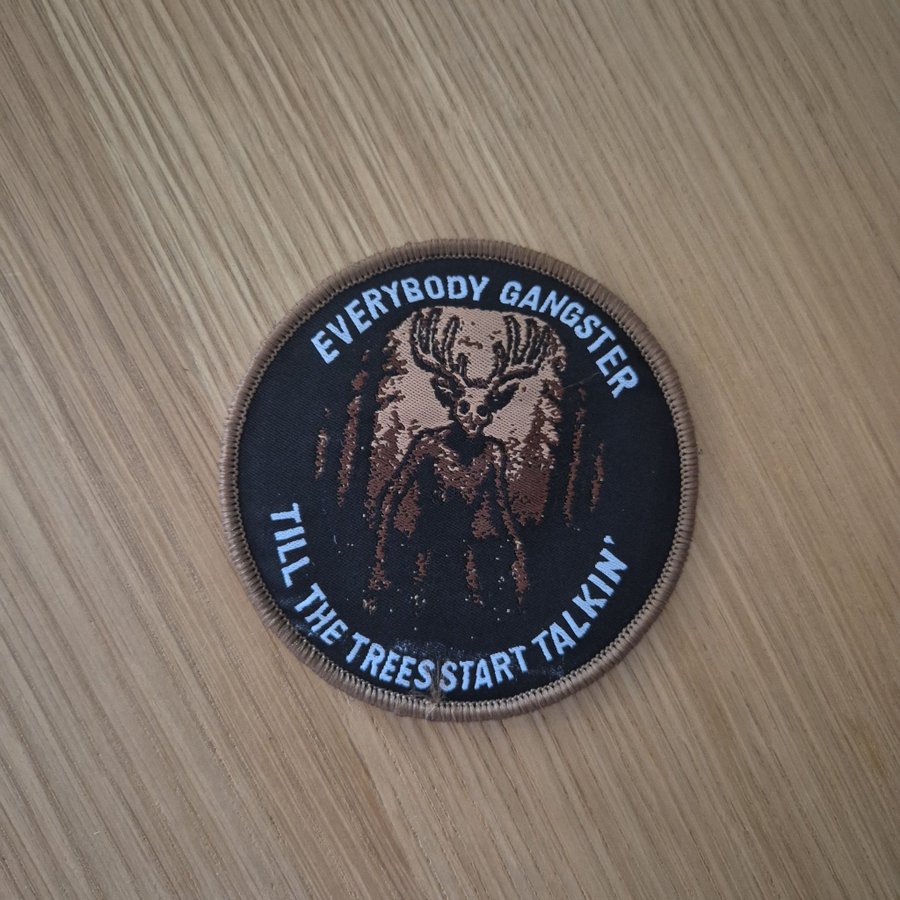 EVERYBODY GANGSTER
TILL THE TREES START TALKIN'